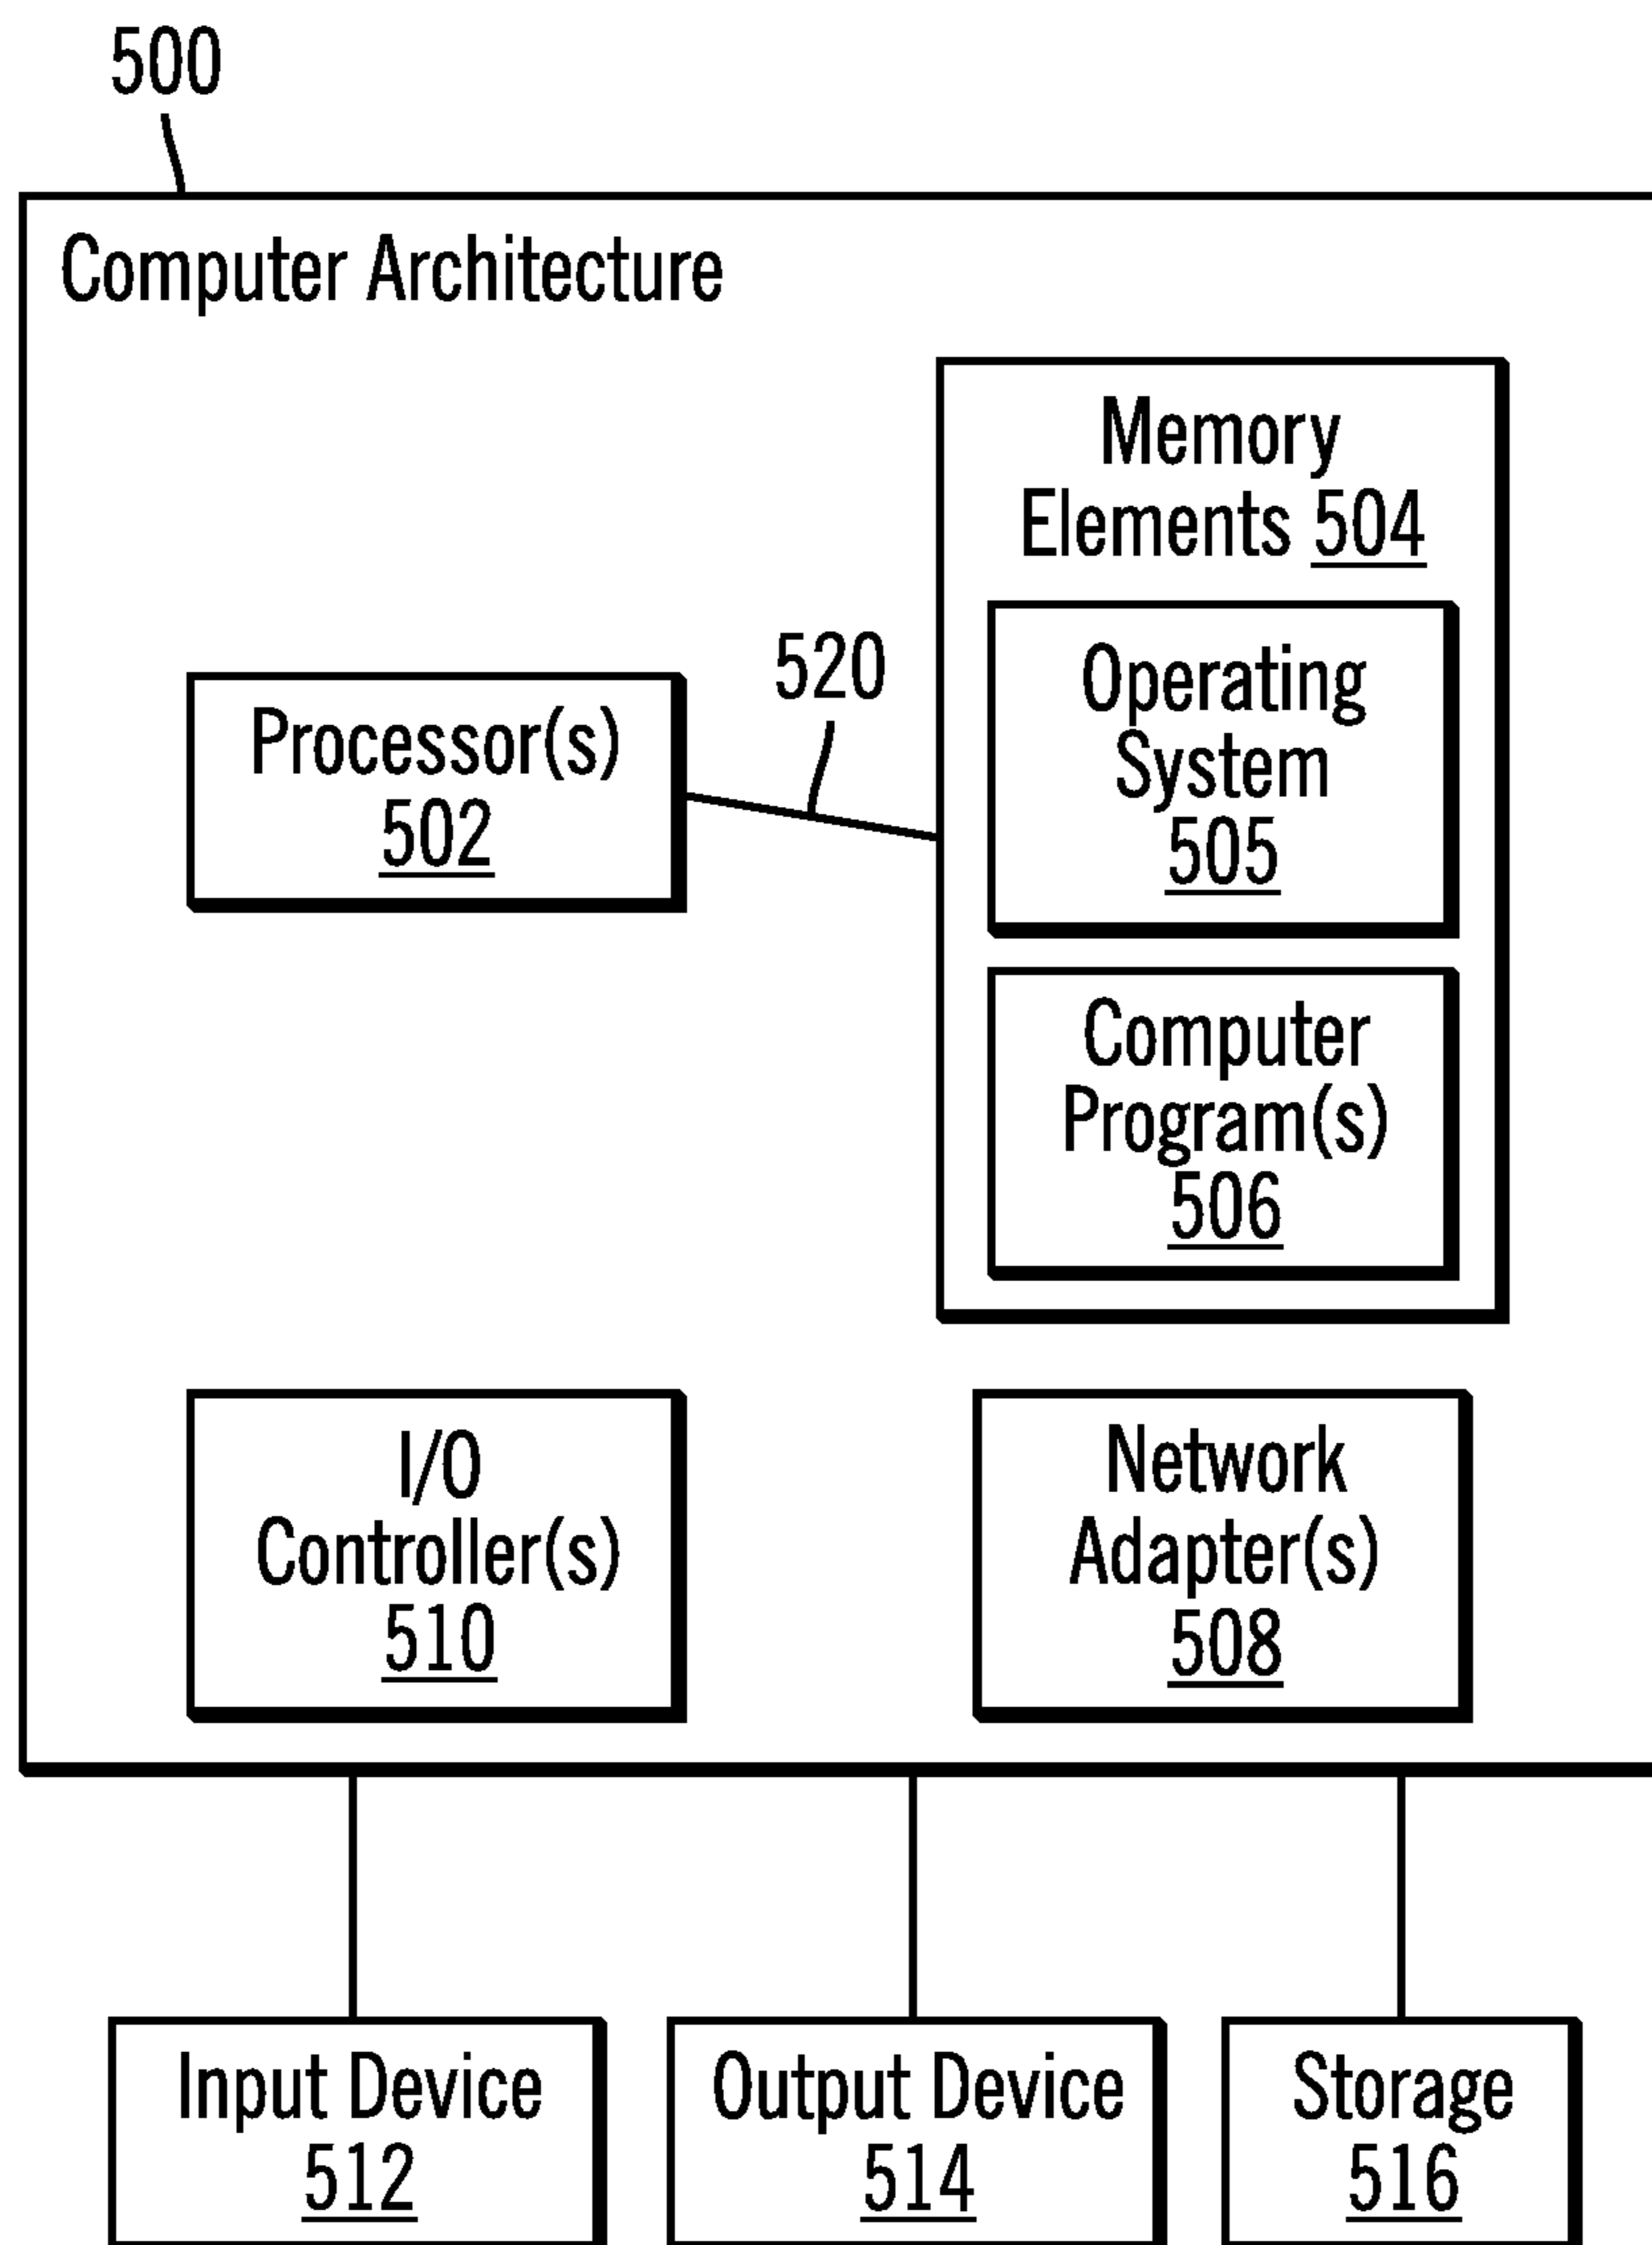 500
Computer Architecture
Memory
Elements 504
Operating
System
505
520
Processor(s)
502
Computer
Program(s)
506
I/O
Controller(s)
510
Network
Adapter(s)
508
Input Device
512
Output Device
514
Storage
516